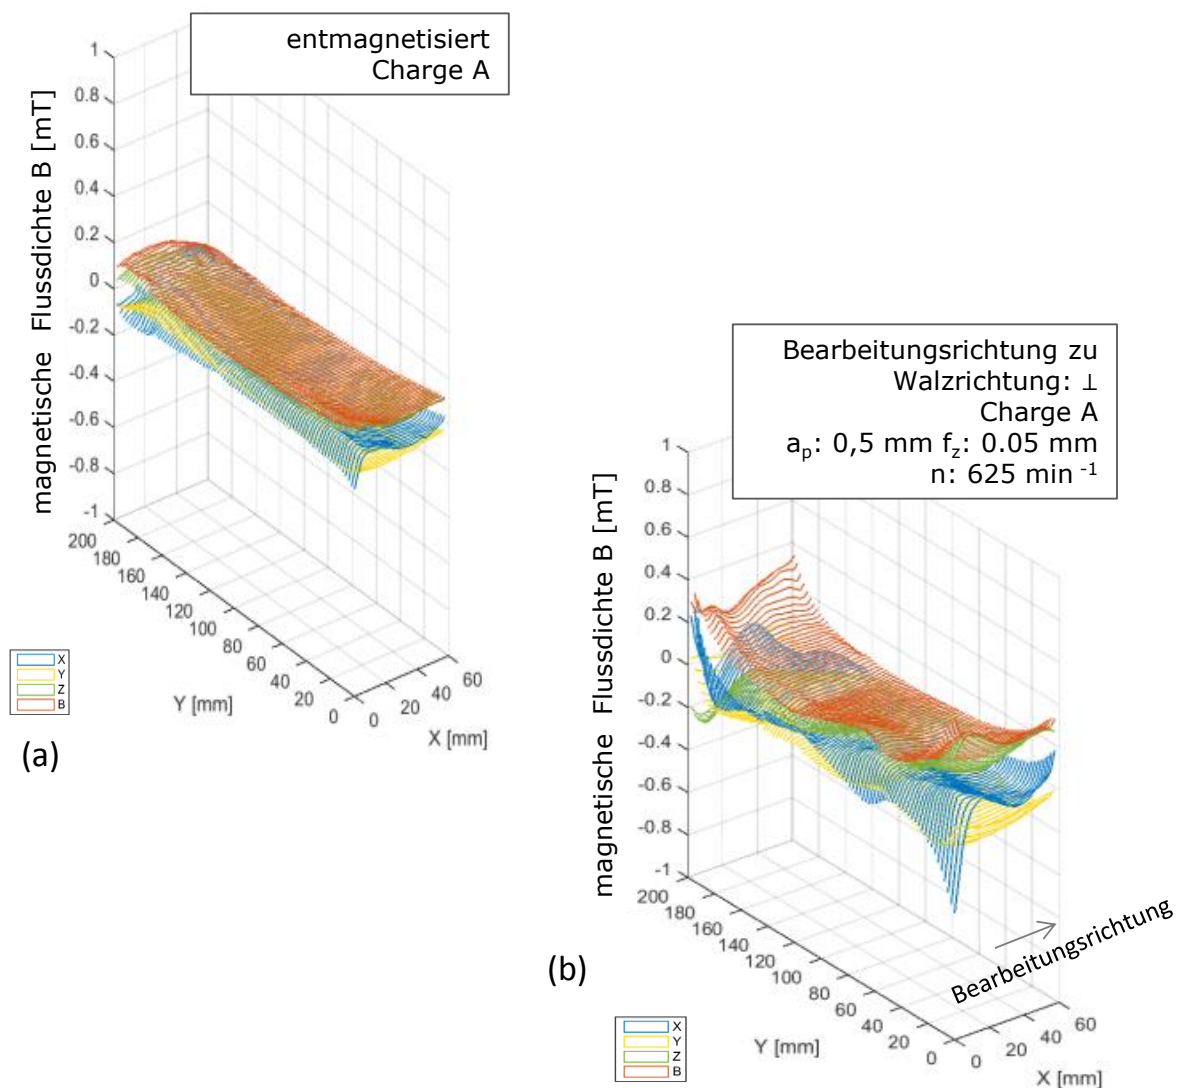 entmagnetisiert
Charge A
magnetische Flussdichte B [mT]
1
0.8
0.6
0.4
0.2
0
-0.2
-0.4
-0.6
-0.8
-1
200
180
160
140
120
100
80
60
40
20
0
Y [mm]
0
20
40
60
X [mm]
X
Y
Z
B
(a)
Bearbeitungsrichtung zu
Walzrichtung: ⊥
Charge A
aₚ: 0,5 mm f_z: 0.05 mm
n: 625 min ⁻¹
magnetische Flussdichte B [mT]
1
0.8
0.6
0.4
0.2
0
-0.2
-0.4
-0.6
-0.8
-1
200
180
160
140
120
100
80
60
40
20
0
Y [mm]
0
20
40
60
X [mm]
Bearbeitungsrichtung
X
Y
Z
B
(b)